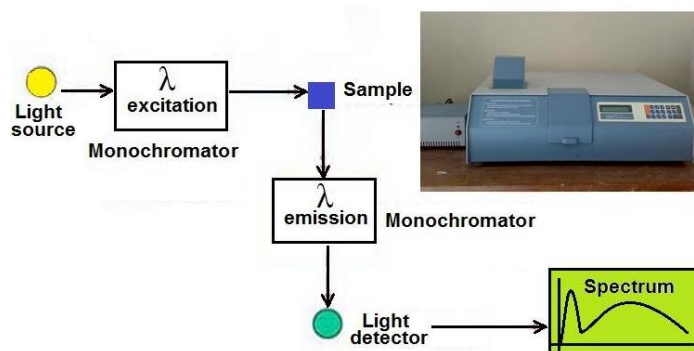 Light
source
λ
excitation
Monochromator
Sample
λ
emission
Monochromator
Light
detector
Spectrum